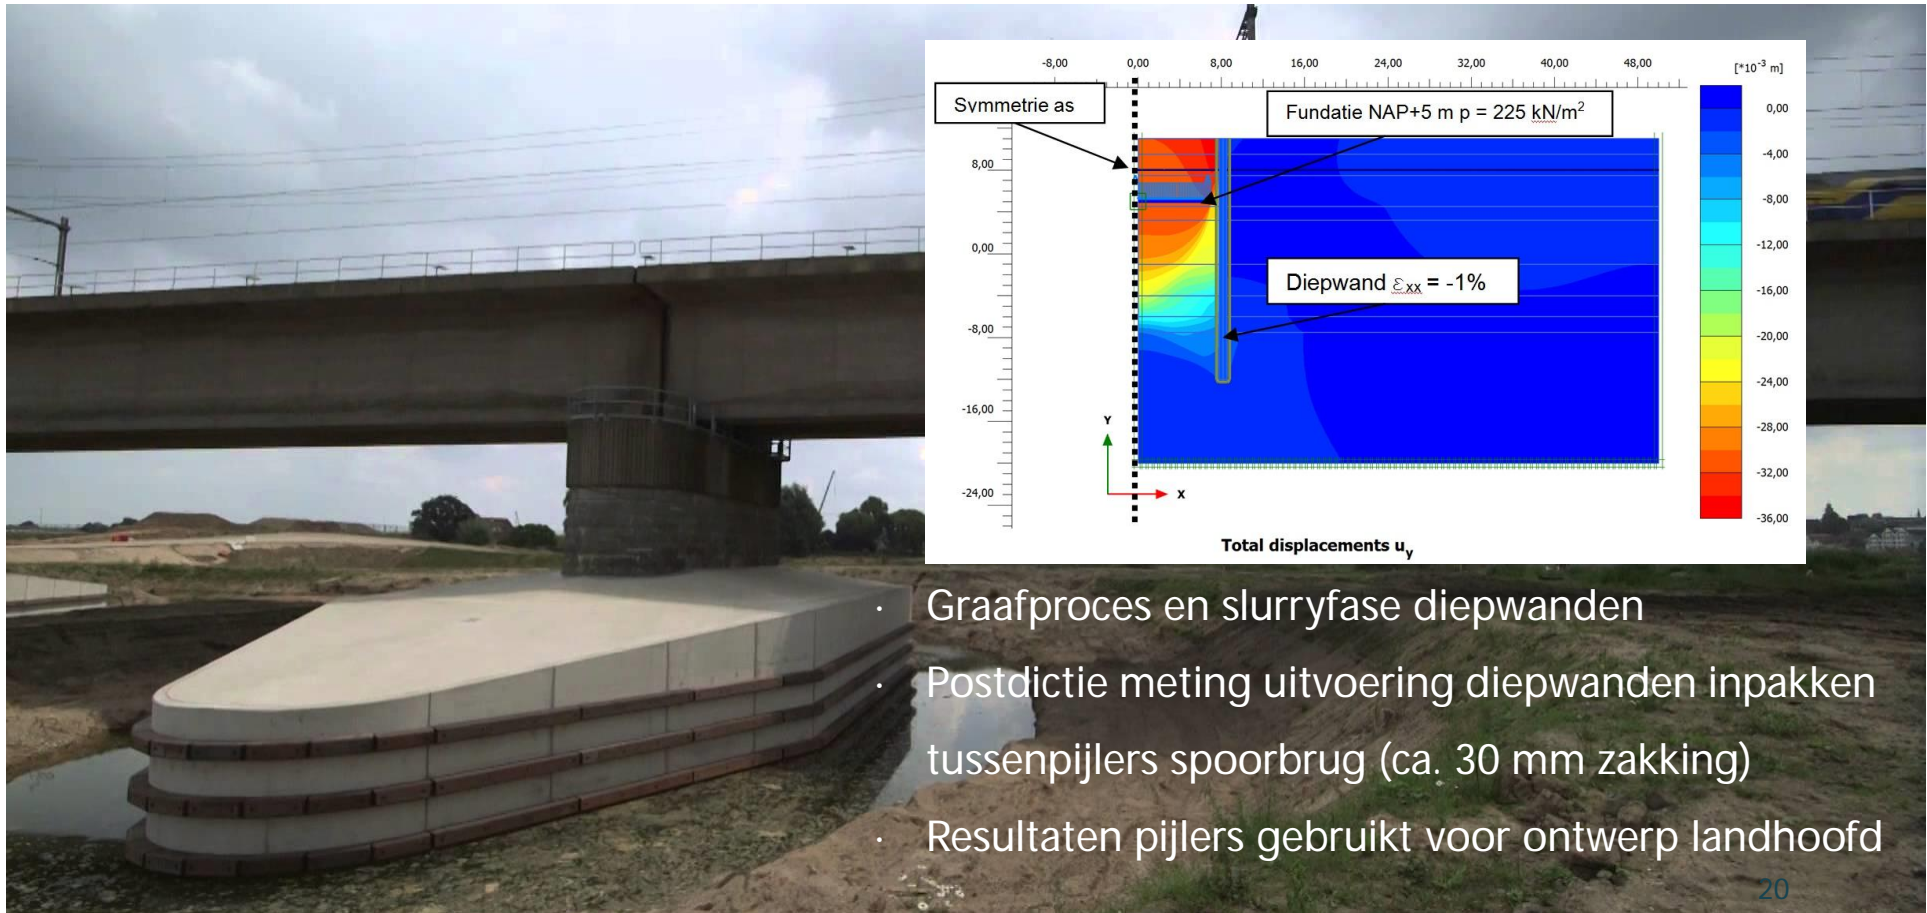 -8,00 0,00 8,00 16,00 24,00 32,00 40,00 48,00
[*10⁻³ m]
Symmetrie as
Fundatie NAP+5 m p = 225 kN/m²
Diepwand εxx = -1%
8,00
0,00
-8,00
-16,00
-24,00
Y
X
0,00
-4,00
-8,00
-12,00
-16,00
-20,00
-24,00
-28,00
-32,00
-36,00
Total displacements uy
· Graafproces en slurryfase diepwanden
· Postdictie meting uitvoering diepwanden inpakken
tussenpijlers spoorbrug (ca. 30 mm zakking)
· Resultaten pijlers gebruikt voor ontwerp landhoofd
20